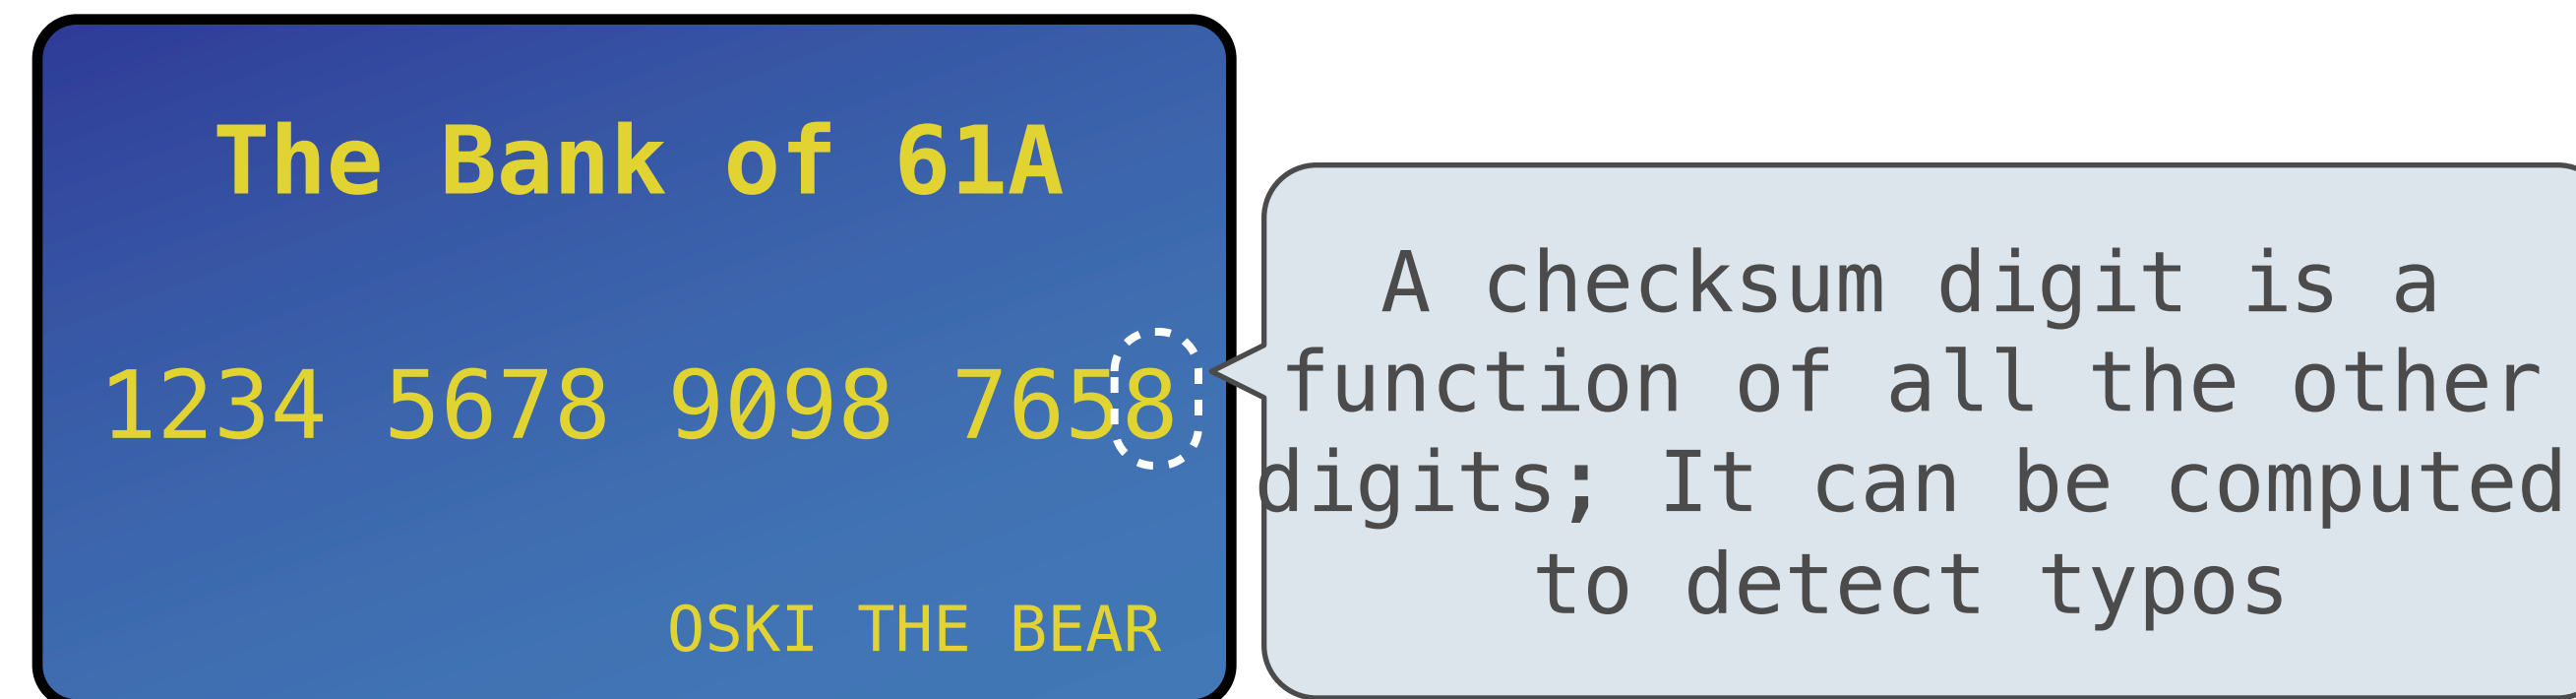 The Bank of 61A
1234 5678 9098 7658
OSKI THE BEAR
A checksum digit is a
function of all the other
digits; It can be computed
to detect typos